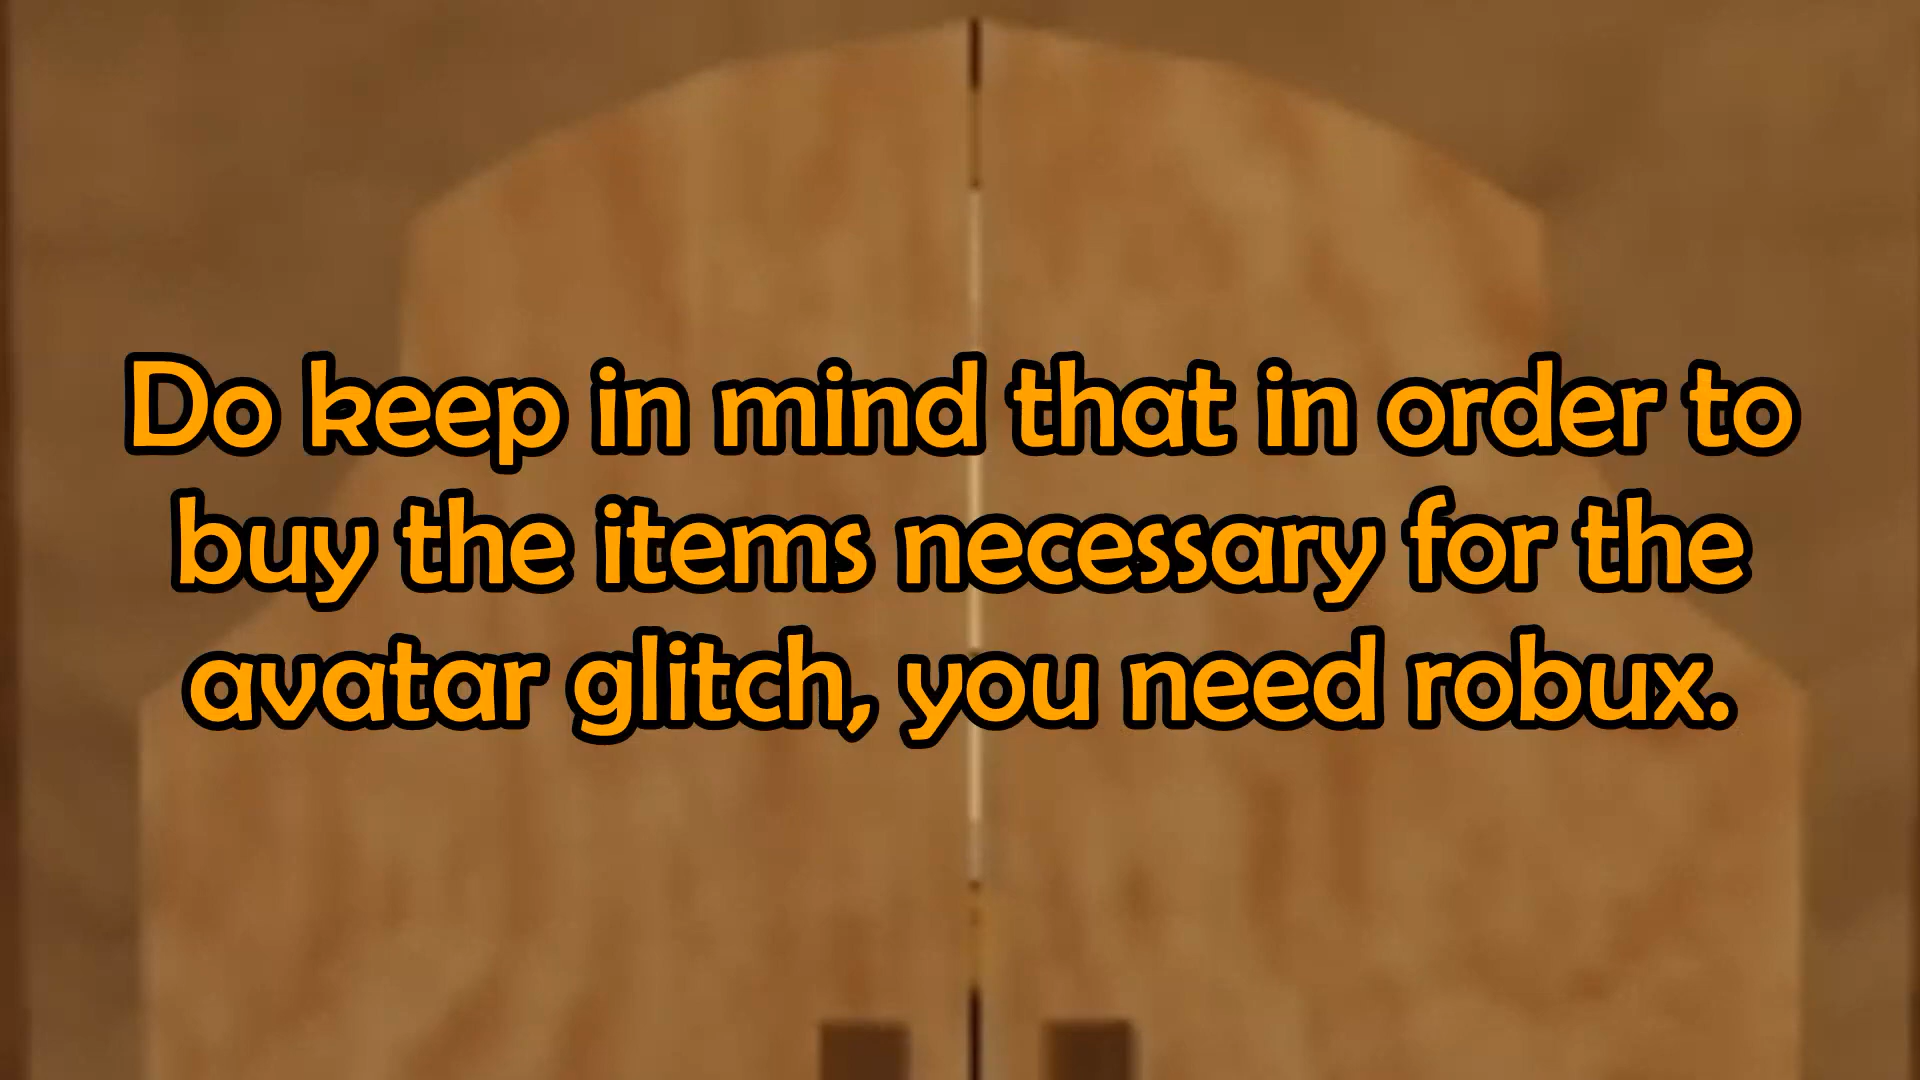 Do keep in mind that in order to
buy the items necessary for the
avatar glitch, you need robux.